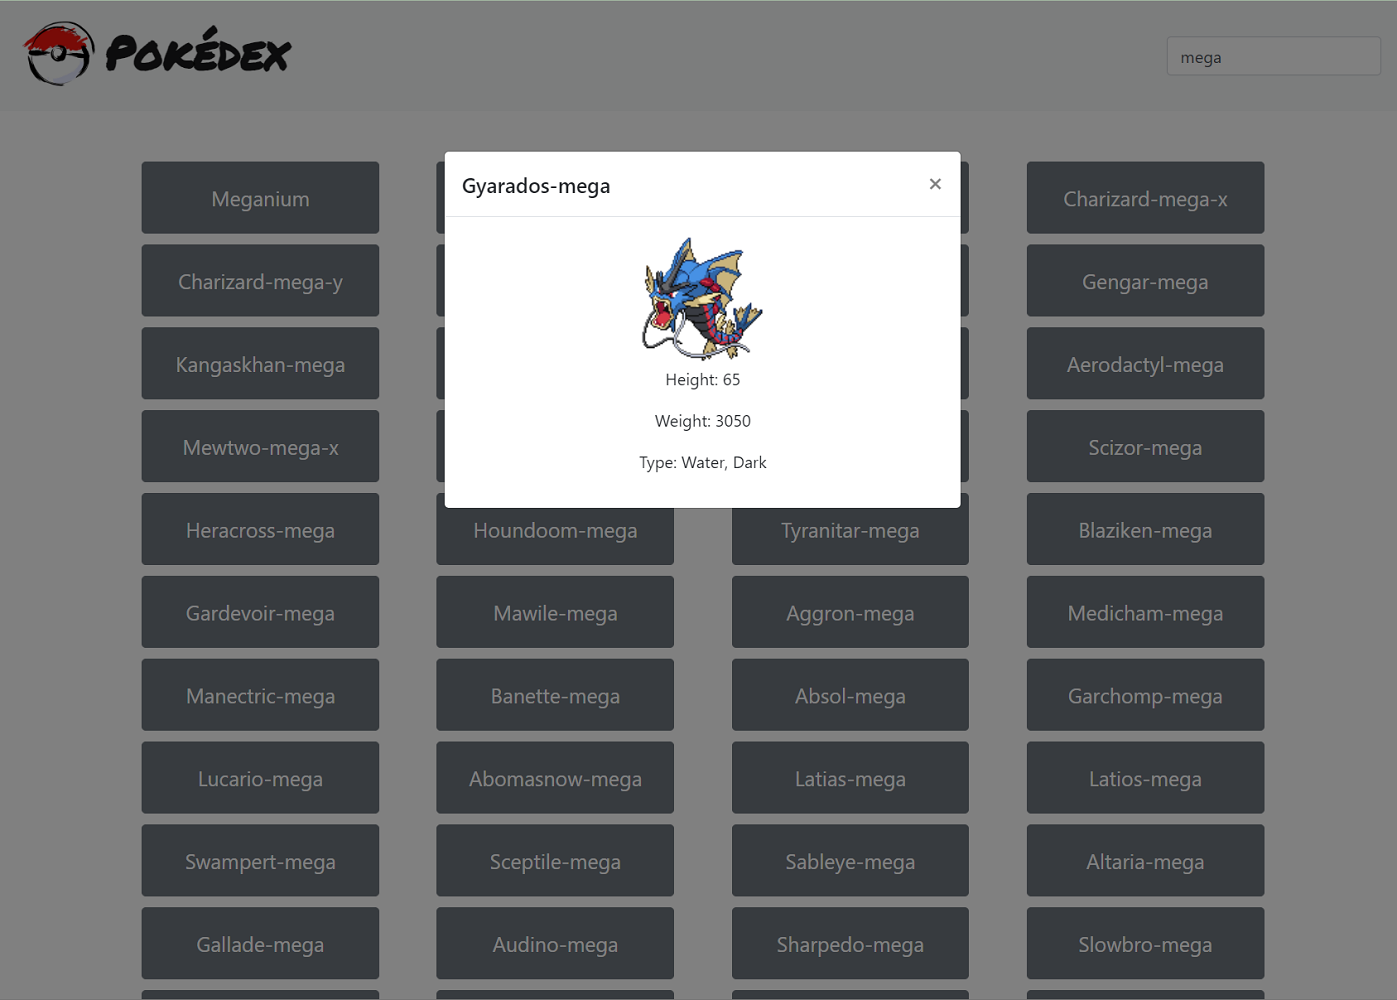 Pokédex
mega
Gyarados-mega
×
Height: 65
Weight: 3050
Type: Water, Dark
Meganium
Charizard-mega-x
Charizard-mega-y
Gengar-mega
Kangaskhan-mega
Aerodactyl-mega
Mewtwo-mega-x
Scizor-mega
Heracross-mega
Houndoom-mega
Tyranitar-mega
Blaziken-mega
Gardevoir-mega
Mawile-mega
Aggron-mega
Medicham-mega
Manectric-mega
Banette-mega
Absol-mega
Garchomp-mega
Lucario-mega
Abomasnow-mega
Latias-mega
Latios-mega
Swampert-mega
Sceptile-mega
Sableye-mega
Altaria-mega
Gallade-mega
Audino-mega
Sharpedo-mega
Slowbro-mega